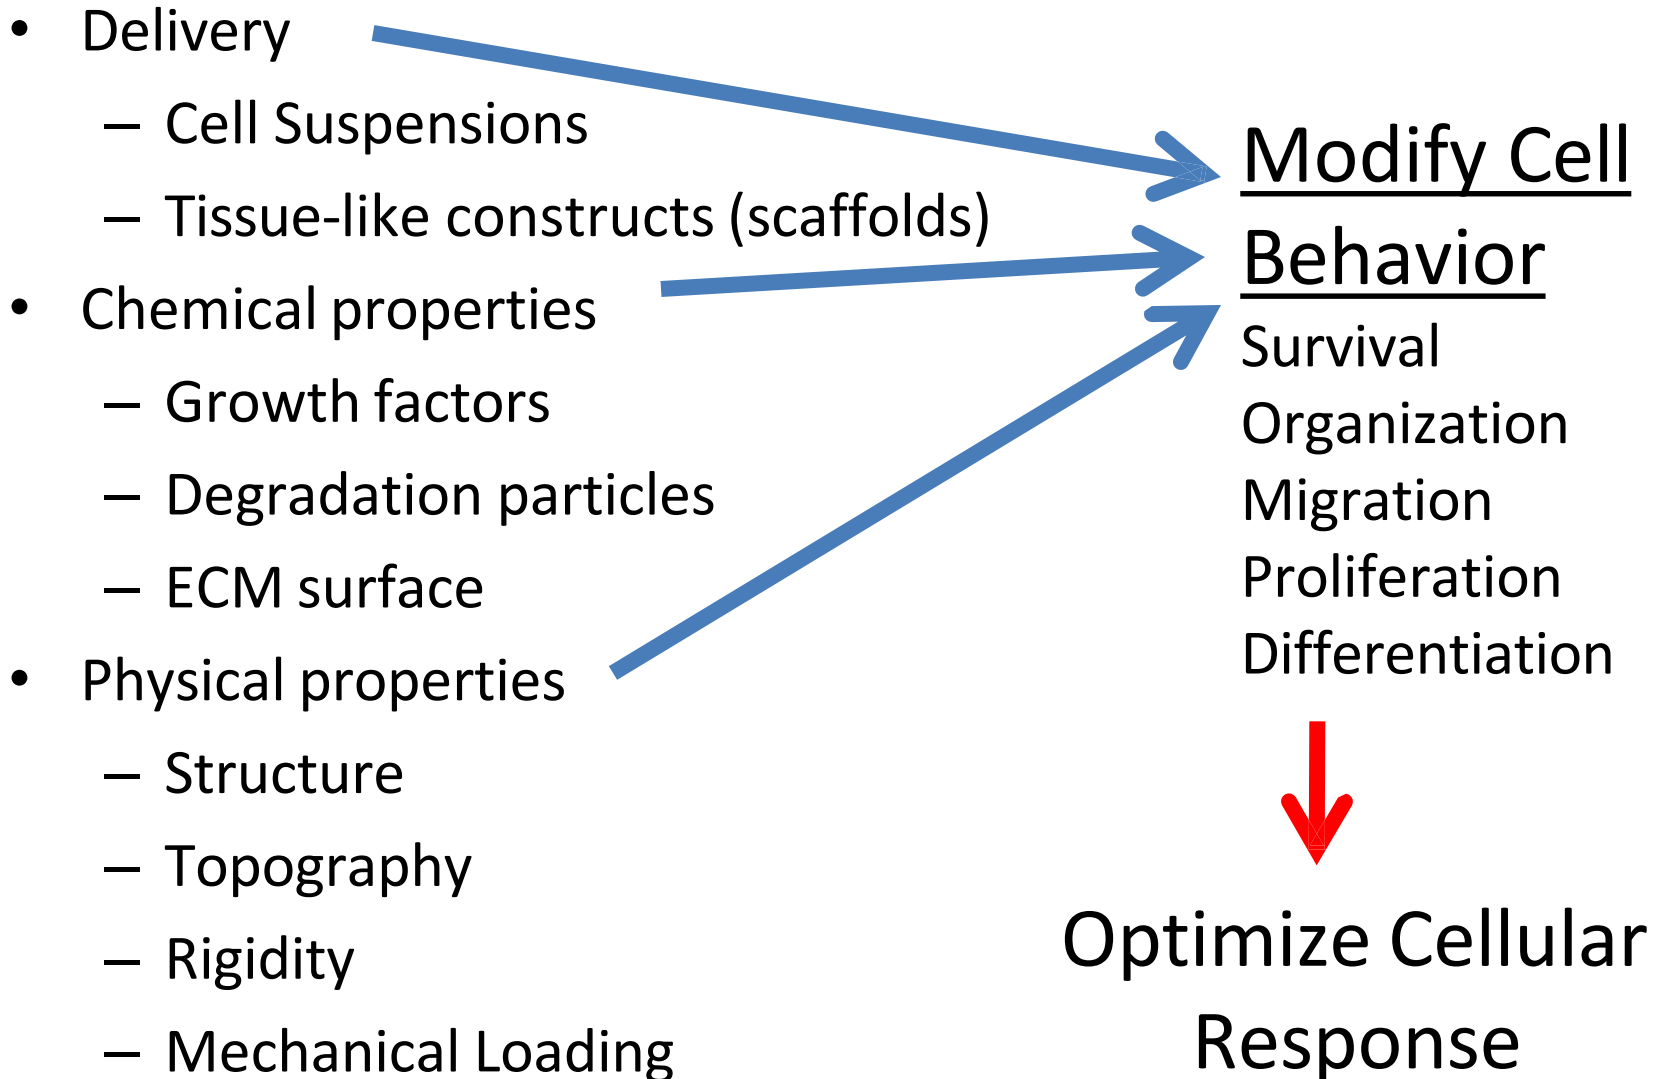 • Delivery
– Cell Suspensions
– Tissue-like constructs (scaffolds)
• Chemical properties
– Growth factors
– Degradation particles
– ECM surface
• Physical properties
– Structure
– Topography
– Rigidity
– Mechanical Loading
Modify Cell
Behavior
Survival
Organization
Migration
Proliferation
Differentiation
Optimize Cellular
Response